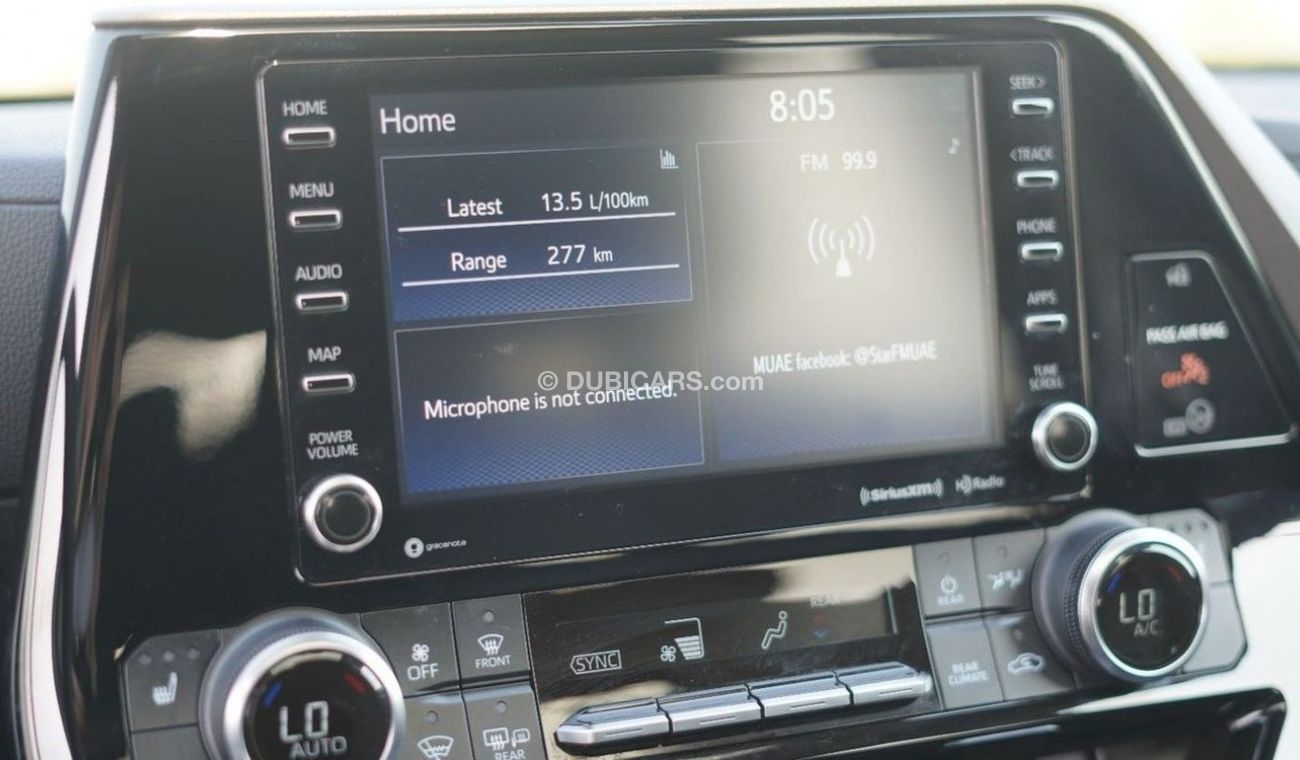 HOME
MENU
AUDIO
MAP
POWER
VOLUME
gracenote
Home
8:05
Latest 13.5 L/100km
Range 277 km
Microphone is not connected.
FM 99.9
MUAE facebook: @StarFMUAE
© DUBICARS.com
SiriusXM
HD Radio
SEEK>
<TRACK
PHONE
APPS
TUNE
SCROLL
PASS AIR BAG
OFF
LO
AUTO
OFF
FRONT
REAR
SYNC
REAR
REAR
REAR
CLIMATE
LO
A/C